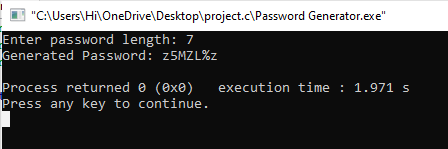 "C:\Users\Hi\OneDrive\Desktop\project.c\Password Generator.exe"
Enter password length: 7
Generated Password: z5MZL%z
Process returned 0 (0x0)   execution time : 1.971 s
Press any key to continue.